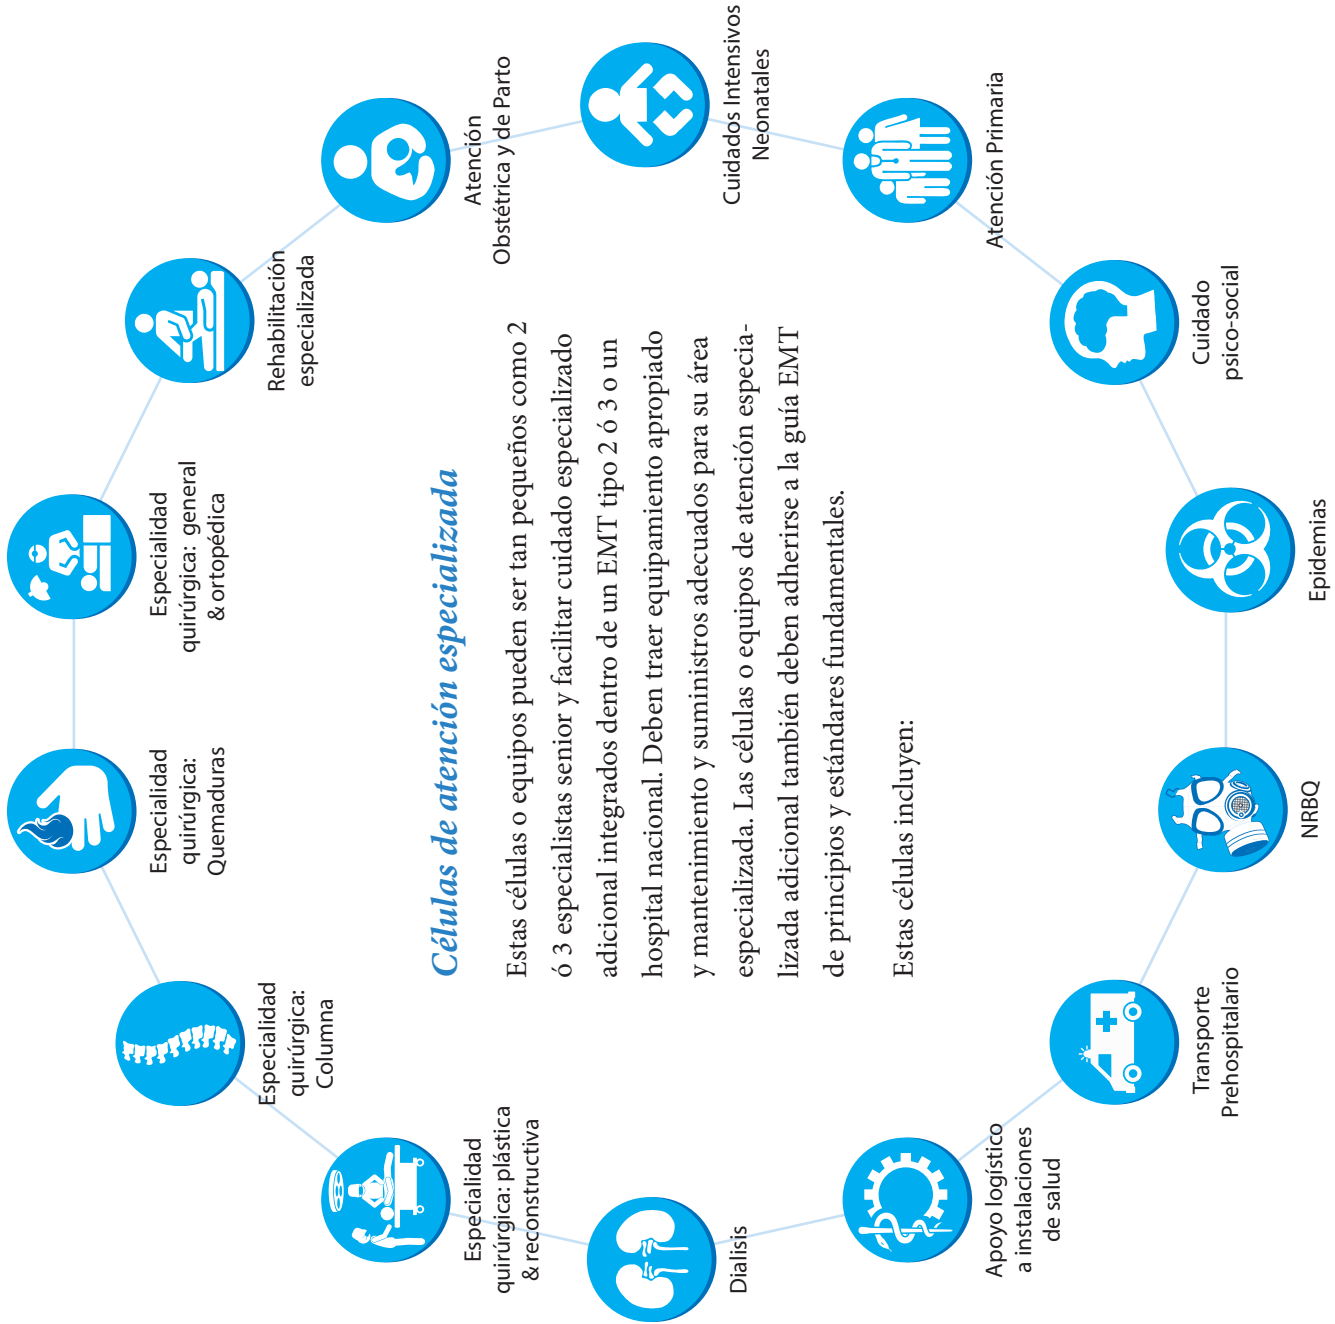 Células de atención especializada
Estas células o equipos pueden ser tan pequeños como 2
ó 3 especialistas senior y facilitar cuidado especializado
adicional integrados dentro de un EMT tipo 2 ó 3 o un
hospital nacional. Deben traer equipamiento apropiado
y mantenimiento y suministros adecuados para su área
especializada. Las células o equipos de atención especia-
lizada adicional también deben adherirse a la guía EMT
de principios y estándares fundamentales.
Estas células incluyen:
Especialidad
quirúrgica:
Quemaduras
Especialidad
quirúrgica: general
& ortopédica
Rehabilitación
especializada
Atención
Obstétrica y de Parto
Cuidados Intensivos
Neonatales
Atención Primaria
Cuidado
psico-social
Epidemias
NRBQ
Transporte
Prehospitalario
Apoyo logístico
a instalaciones
de salud
Dialisis
Especialidad
quirúrgica: plástica
& reconstructiva
Especialidad
quirúrgica:
Columna